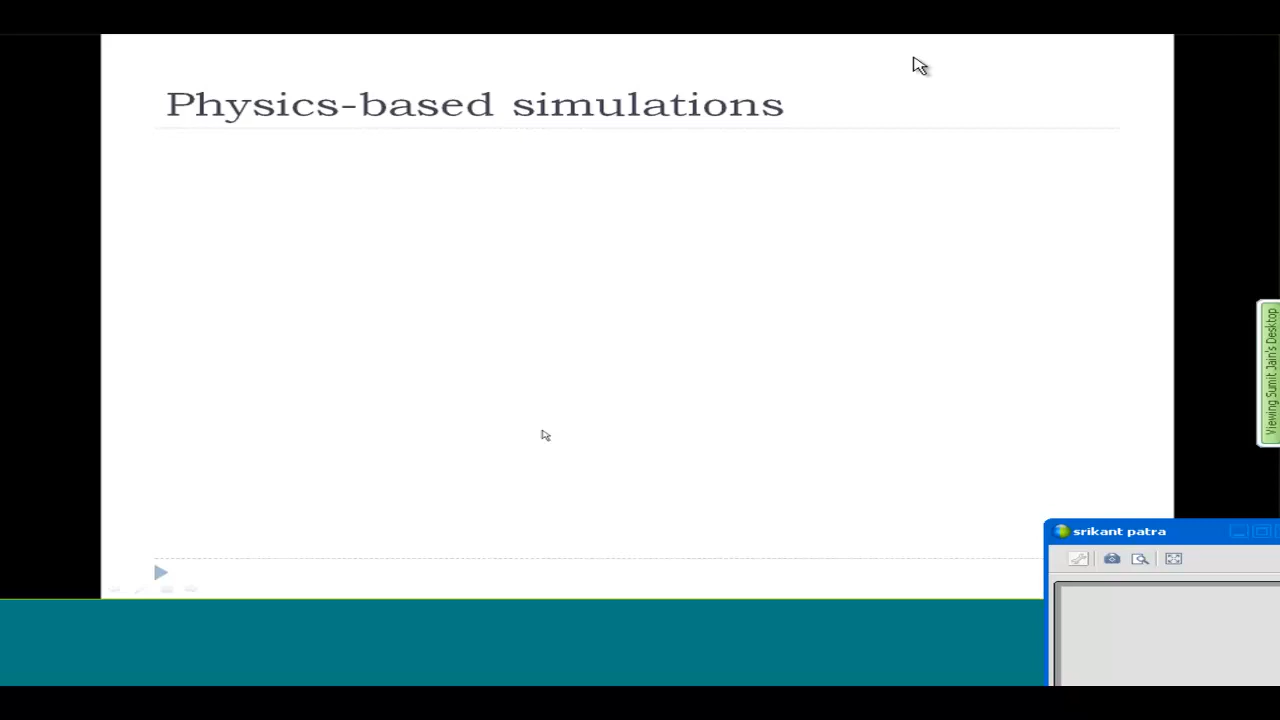 Physics-based simulations
Viewing Sumit Jain's Desktop
srikant patra